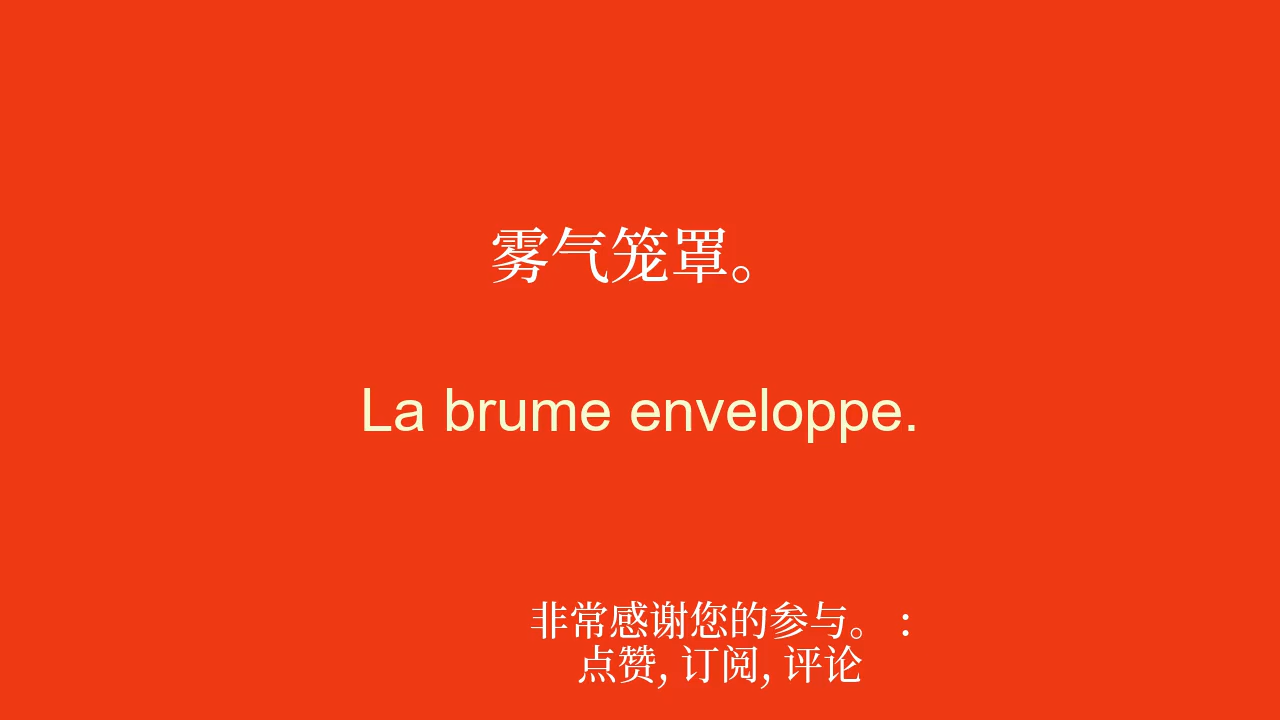 雾气笼罩。
La brume enveloppe.
非常感谢您的参与。 :
点赞, 订阅, 评论